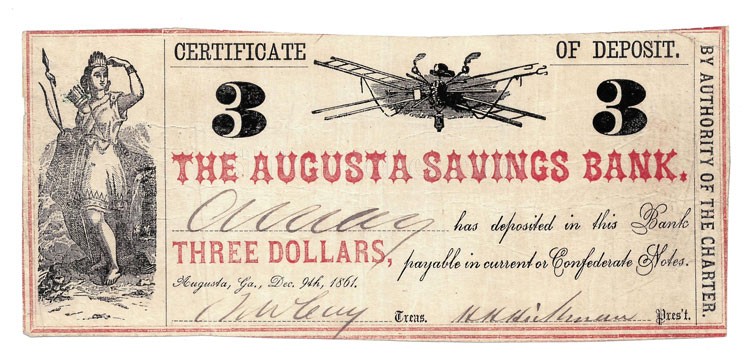 CERTIFICATE OF DEPOSIT.
3 3
THE AUGUSTA SAVINGS BANK.
has deposited in this Bank
THREE DOLLARS, payable in current or Confederate Notes.
Augusta, Ga., Dec. 9th, 1861.
Treas. Pres't.
BY AUTHORITY OF THE CHARTER.